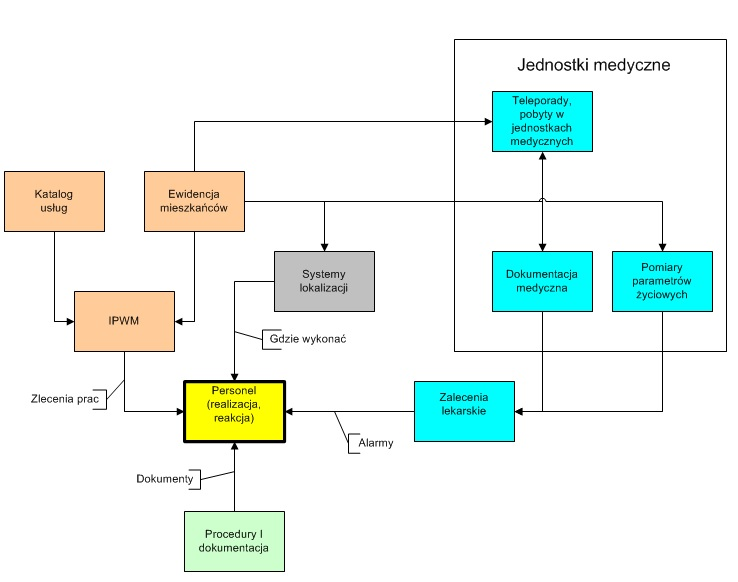 Jednostki medyczne
Teleporady,
pobyty w
jednostkach
medycznych
Katalog
usług
Ewidencja
mieszkańców
Systemy
lokalizacji
Dokumentacja
medyczna
Pomiary
parametrów
życiowych
IPWM
Gdzie wykonać
Zlecenia prac
Personel
(realizacja,
reakcja)
Zalecenia
lekarskie
Alarmy
Dokumenty
Procedury I
dokumentacja